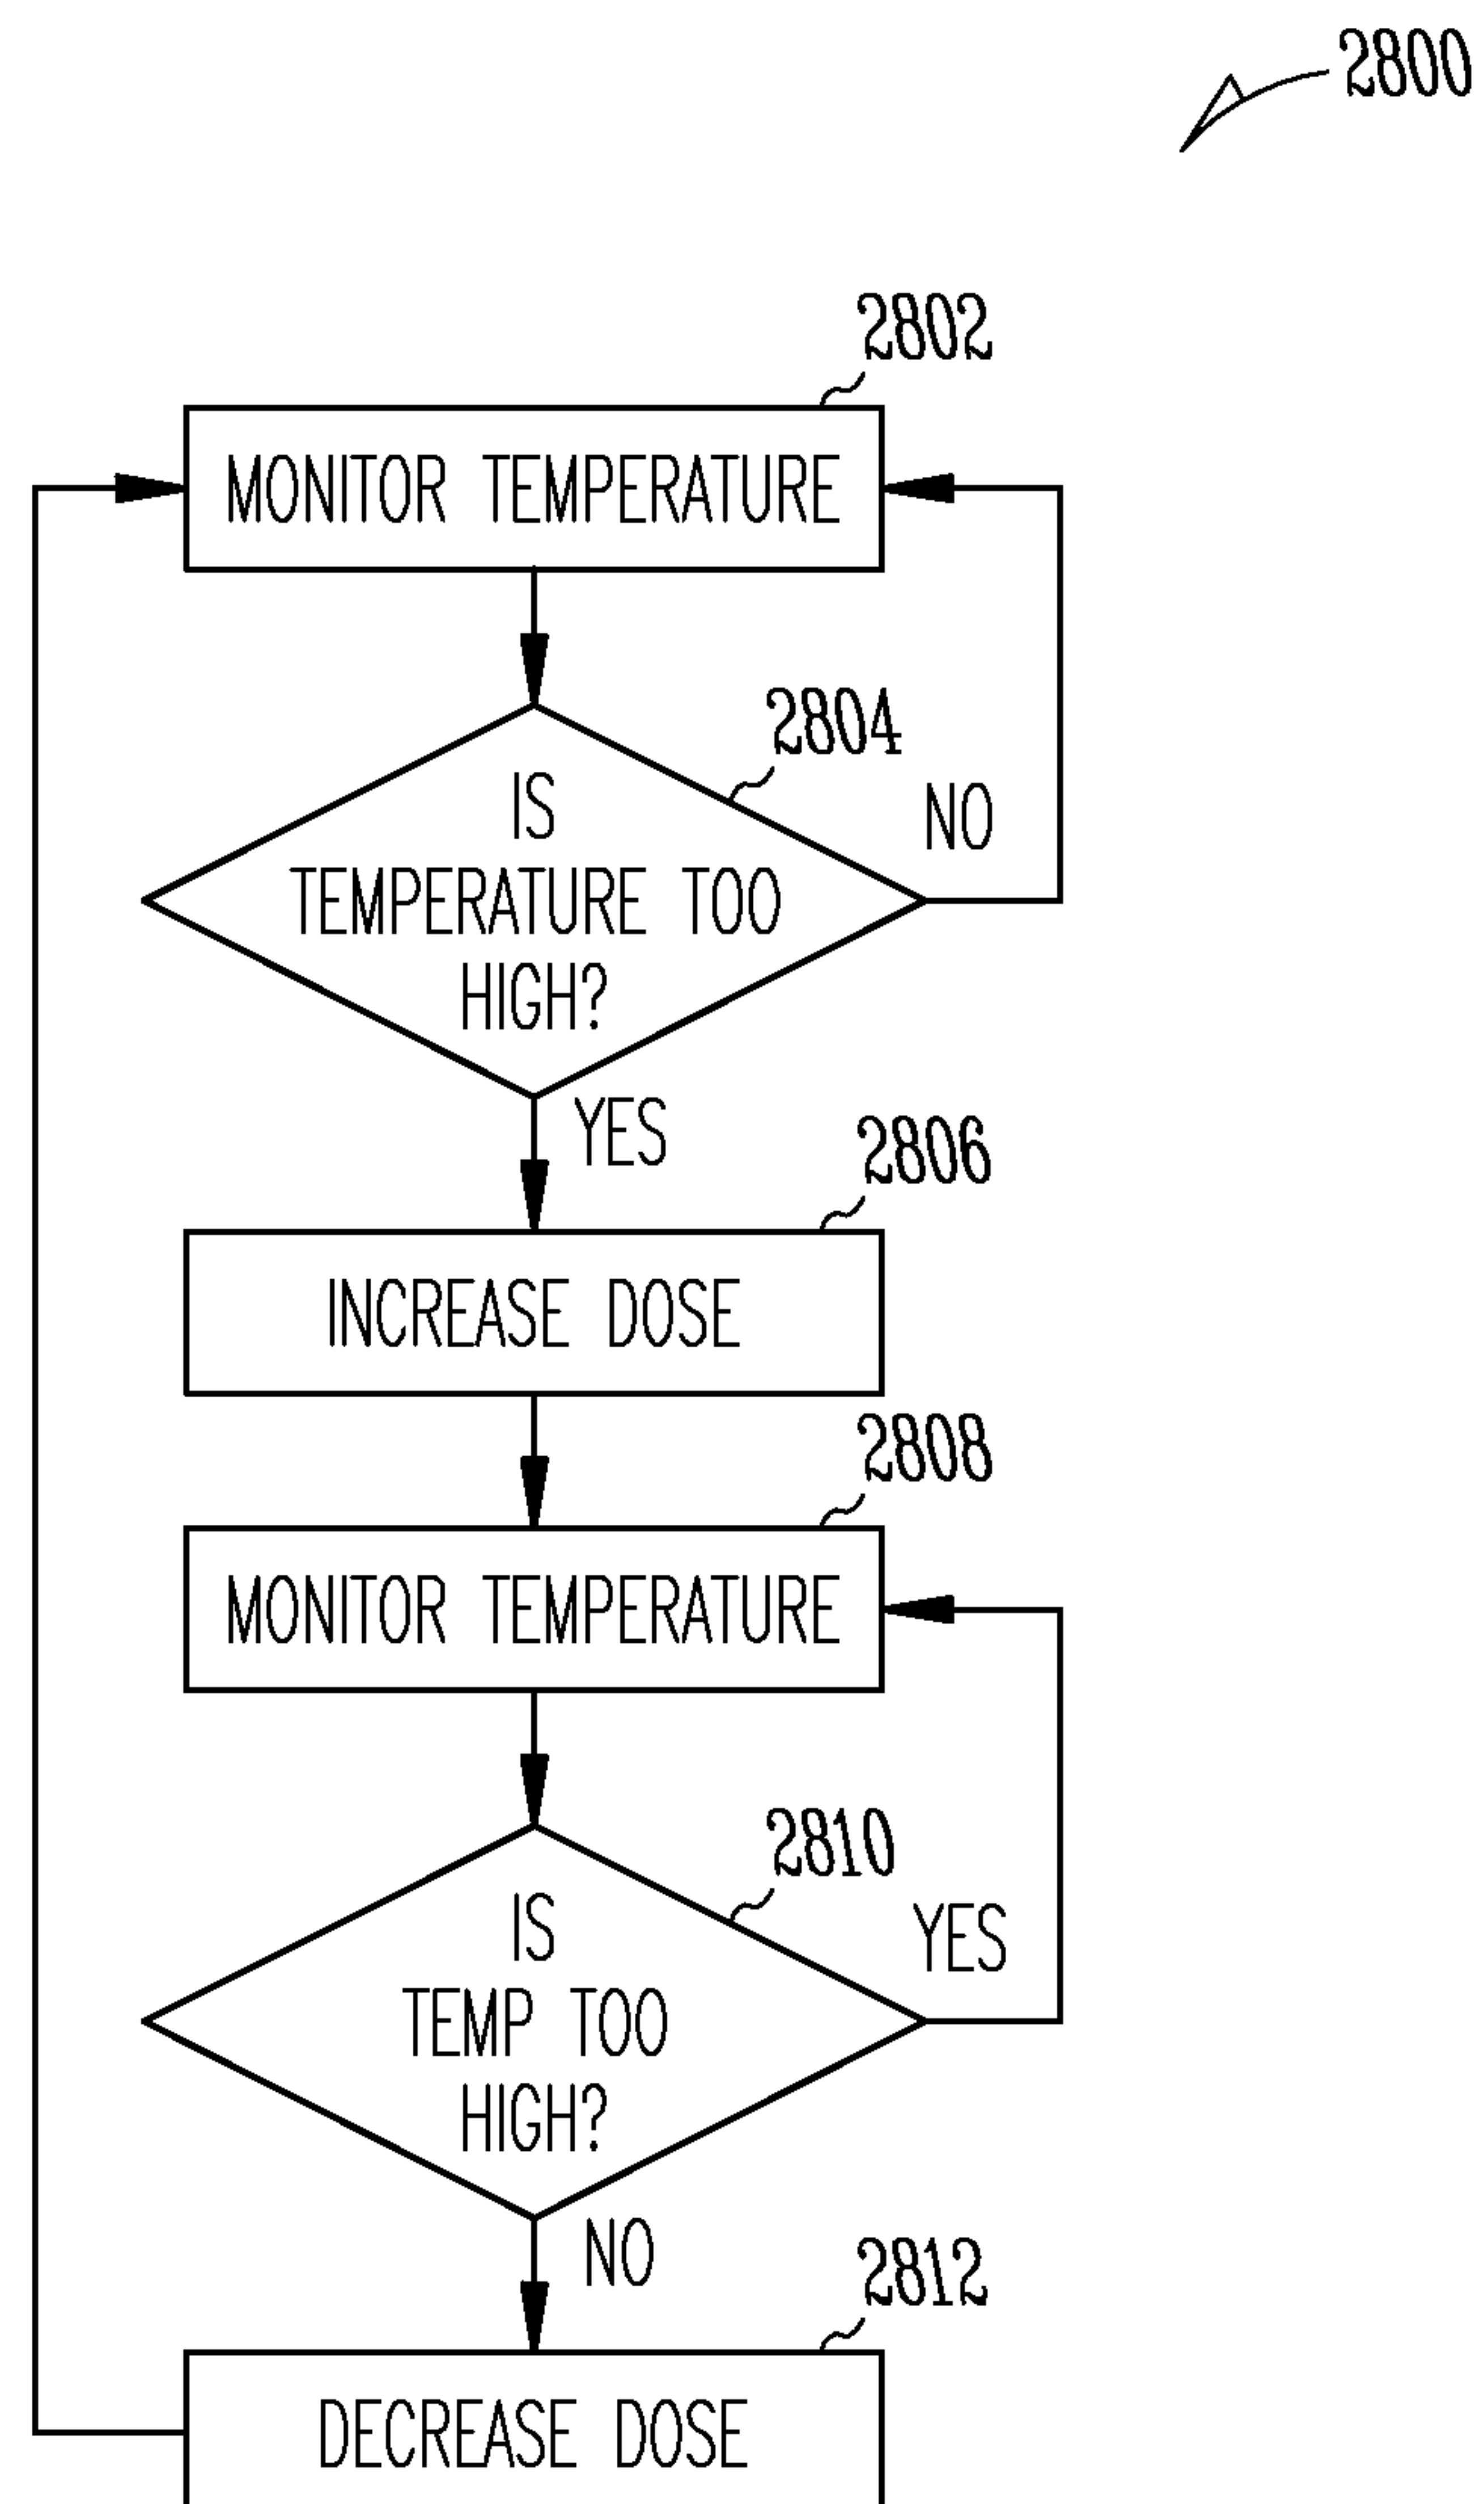 2800
2802
MONITOR TEMPERATURE
2804
IS
TEMPERATURE TOO
HIGH?
NO
YES
2806
INCREASE DOSE
2808
MONITOR TEMPERATURE
2810
IS
TEMP TOO
HIGH?
YES
NO
2812
DECREASE DOSE